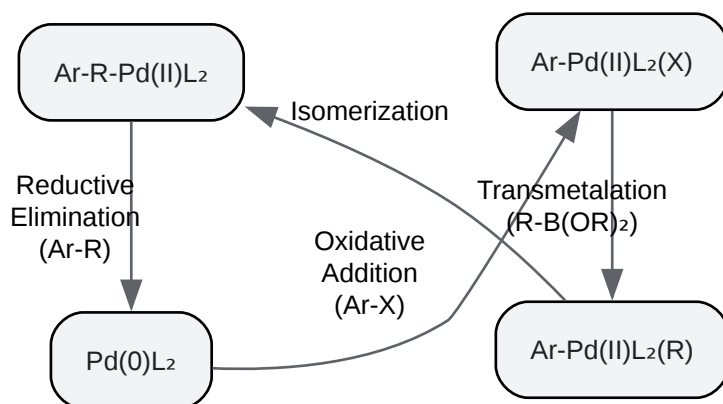 Ar-R-Pd(II)L₂
Ar-Pd(II)L₂(X)
Isomerization
Reductive
Elimination
(Ar-R)
Transmetalation
(R-B(OR)₂)
Oxidative
Addition
(Ar-X)
Pd(0)L₂
Ar-Pd(II)L₂(R)